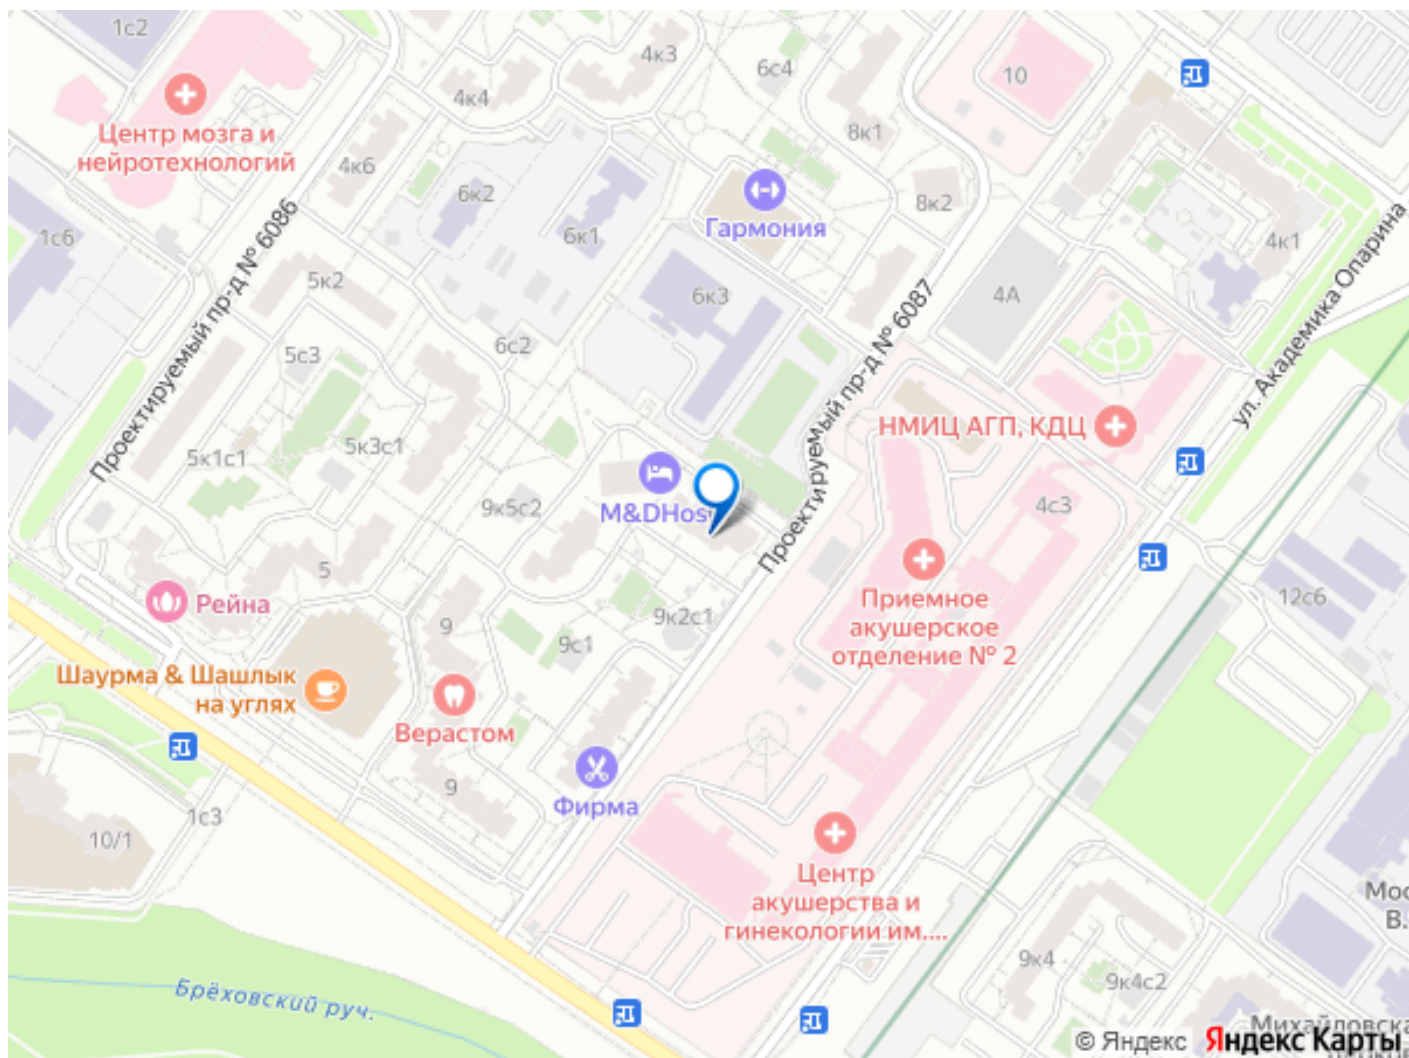 1с2
4к3
6с4
10
4к4
8к1
Центр мозга и
нейротехнологий
4к6
6к2
8к2
Гармония
1с6
6к1
4к1
Проектируемый пр-д № 6086
5к2
6к3
4А
Проектируемый пр-д № 6087
ул. Академика Опарина
6с2
5с3
НМИЦ АГП, КДЦ
5к3с1
5к1с1
9к5с2
M&DHos
4с3
5
Рейна
Приемное
акушерское
отделение № 2
12с6
9
9с1
9к2с1
Шаурма & Шашлык
на углях
Верастом
9
Фирма
1с3
10/1
Центр
акушерства и
гинекологии им....
Мос
В.
9к4
9к4с2
Брёховский руч.
Михайловска
© Яндекс
Яндекс Карты